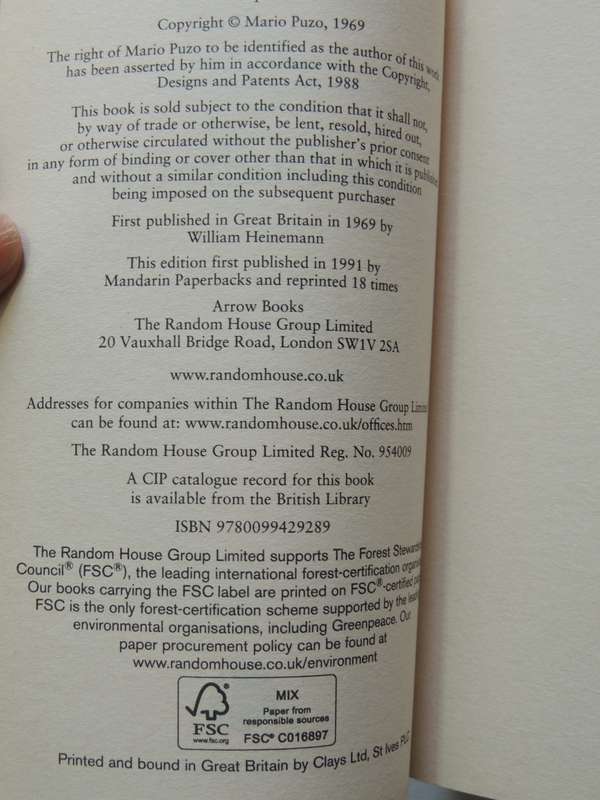 Copyright © Mario Puzo, 1969
The right of Mario Puzo to be identified as the author of this work
has been asserted by him in accordance with the Copyright,
Designs and Patents Act, 1988
This book is sold subject to the condition that it shall not,
by way of trade or otherwise, be lent, resold, hired out,
or otherwise circulated without the publisher's prior consent
in any form of binding or cover other than that in which it is
and without a similar condition including this condition
being imposed on the subsequent purchaser
First published in Great Britain in 1969 by
William Heinemann
This edition first published in 1991 by
Mandarin Paperbacks and reprinted 18 times
Arrow Books
The Random House Group Limited
20 Vauxhall Bridge Road, London SW1V 2SA
www.randomhouse.co.uk
Addresses for companies within The Random House Group
can be found at: www.randomhouse.co.uk/offices.htm
The Random House Group Limited Reg. No. 954009
A CIP catalogue record for this book
is available from the British Library
ISBN 9780099429289
The Random House Group Limited supports The Forest
Council® (FSC®), the leading international forest-certification
Our books carrying the FSC label are printed on FSC®-certified
FSC is the only forest-certification scheme supported by the
environmental organisations, including Greenpeace. Our
paper procurement policy can be found at
www.randomhouse.co.uk/environment
MIX
Paper from
responsible sources
FSC® C016897
FSC
www.fsc.org
Printed and bound in Great Britain by Clays Ltd, St Ives PLC